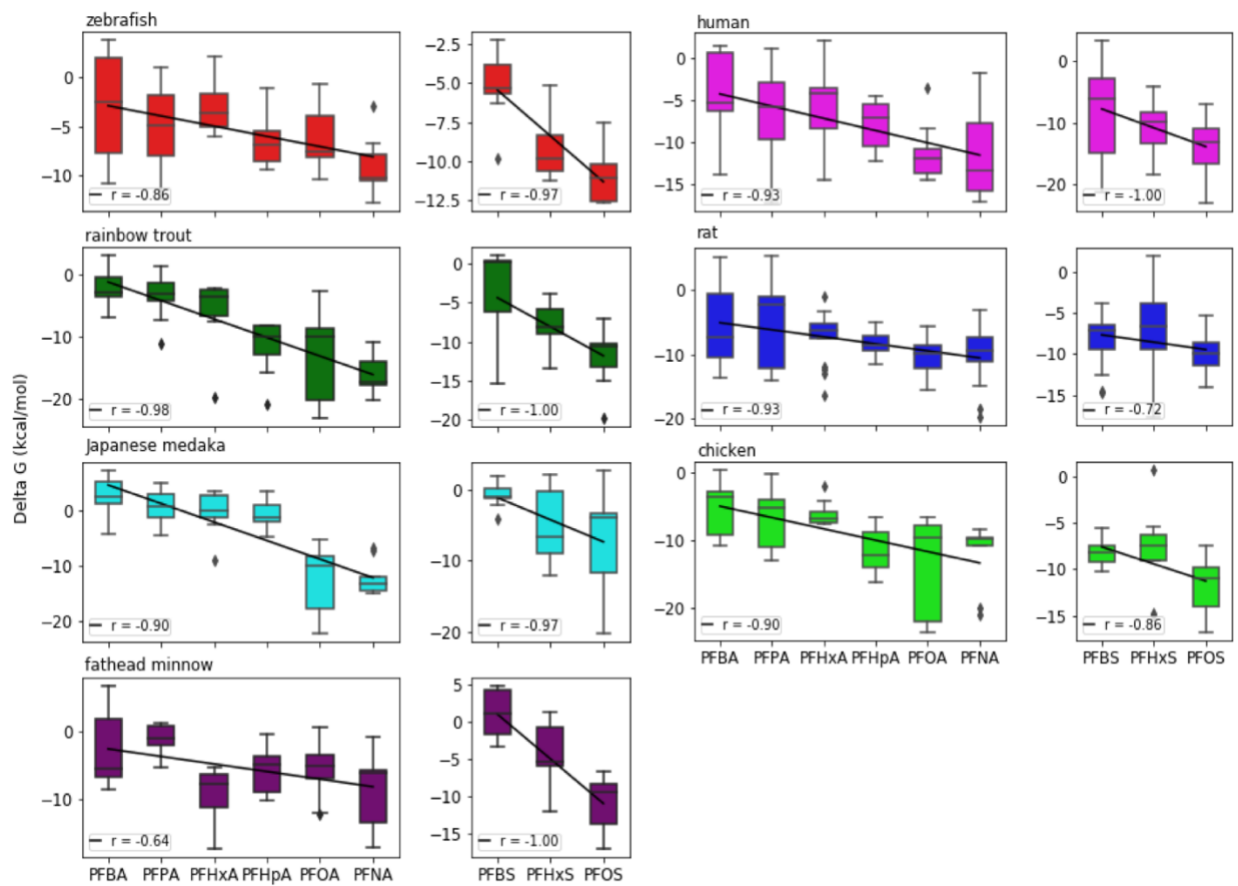 zebrafish
0
−5
−10
r = -0.86
−2.5
−5.0
−7.5
−10.0
−12.5
r = -0.97
human
0
−5
−10
−15
r = -0.93
0
−10
−20
r = -1.00
rainbow trout
0
−10
−20
r = -0.98
0
−5
−10
−15
−20
r = -1.00
rat
0
−10
−20
r = -0.93
0
−5
−10
−15
r = -0.72
Delta G (kcal/mol)
Japanese medaka
0
−10
−20
r = -0.90
0
−10
−20
r = -0.97
chicken
0
−10
−20
r = -0.90
0
−5
−10
−15
r = -0.86
PFBA PFPA PFHxA PFHpA PFOA PFNA
PFBS PFHxS PFOS
fathead minnow
0
−10
r = -0.64
5
0
−5
−10
−15
r = -1.00
PFBA PFPA PFHxA PFHpA PFOA PFNA
PFBS PFHxS PFOS